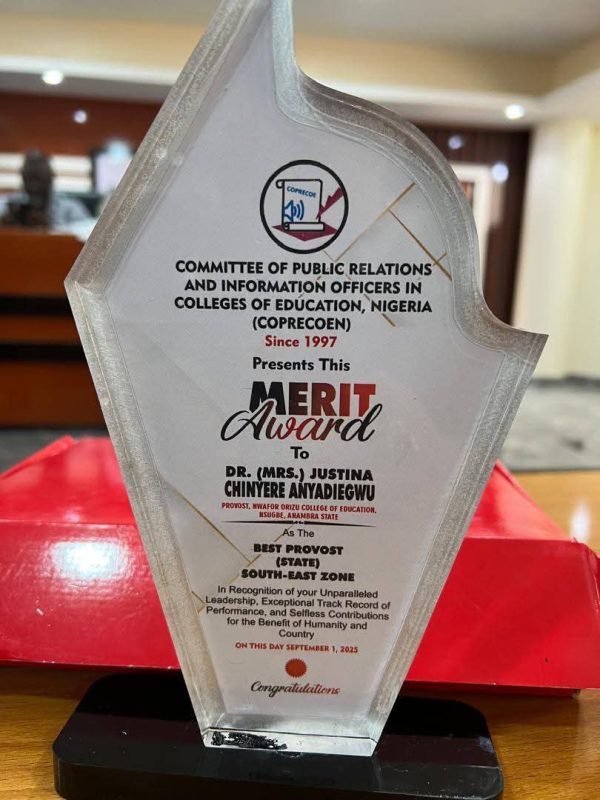 COPRECOE
COMMITTEE OF PUBLIC RELATIONS
AND INFORMATION OFFICERS IN
COLLEGES OF EDUCATION, NIGERIA
(COPRECOEN)
Since 1997
Presents This
MERIT
Award
To
DR. (MRS.) JUSTINA
CHINYERE ANYADIEGWU
PROVOST, NWAFOR ORIZU COLLEGE OF EDUCATION,
NSUGBE, ANAMBRA STATE
As The
BEST PROVOST
(STATE)
SOUTH-EAST ZONE
In Recognition of your Unparalleled
Leadership, Exceptional Track Record of
Performance, and Selfless Contributions
for the Benefit of Humanity and
Country
ON THIS DAY SEPTEMBER 1, 2025
Congratulations